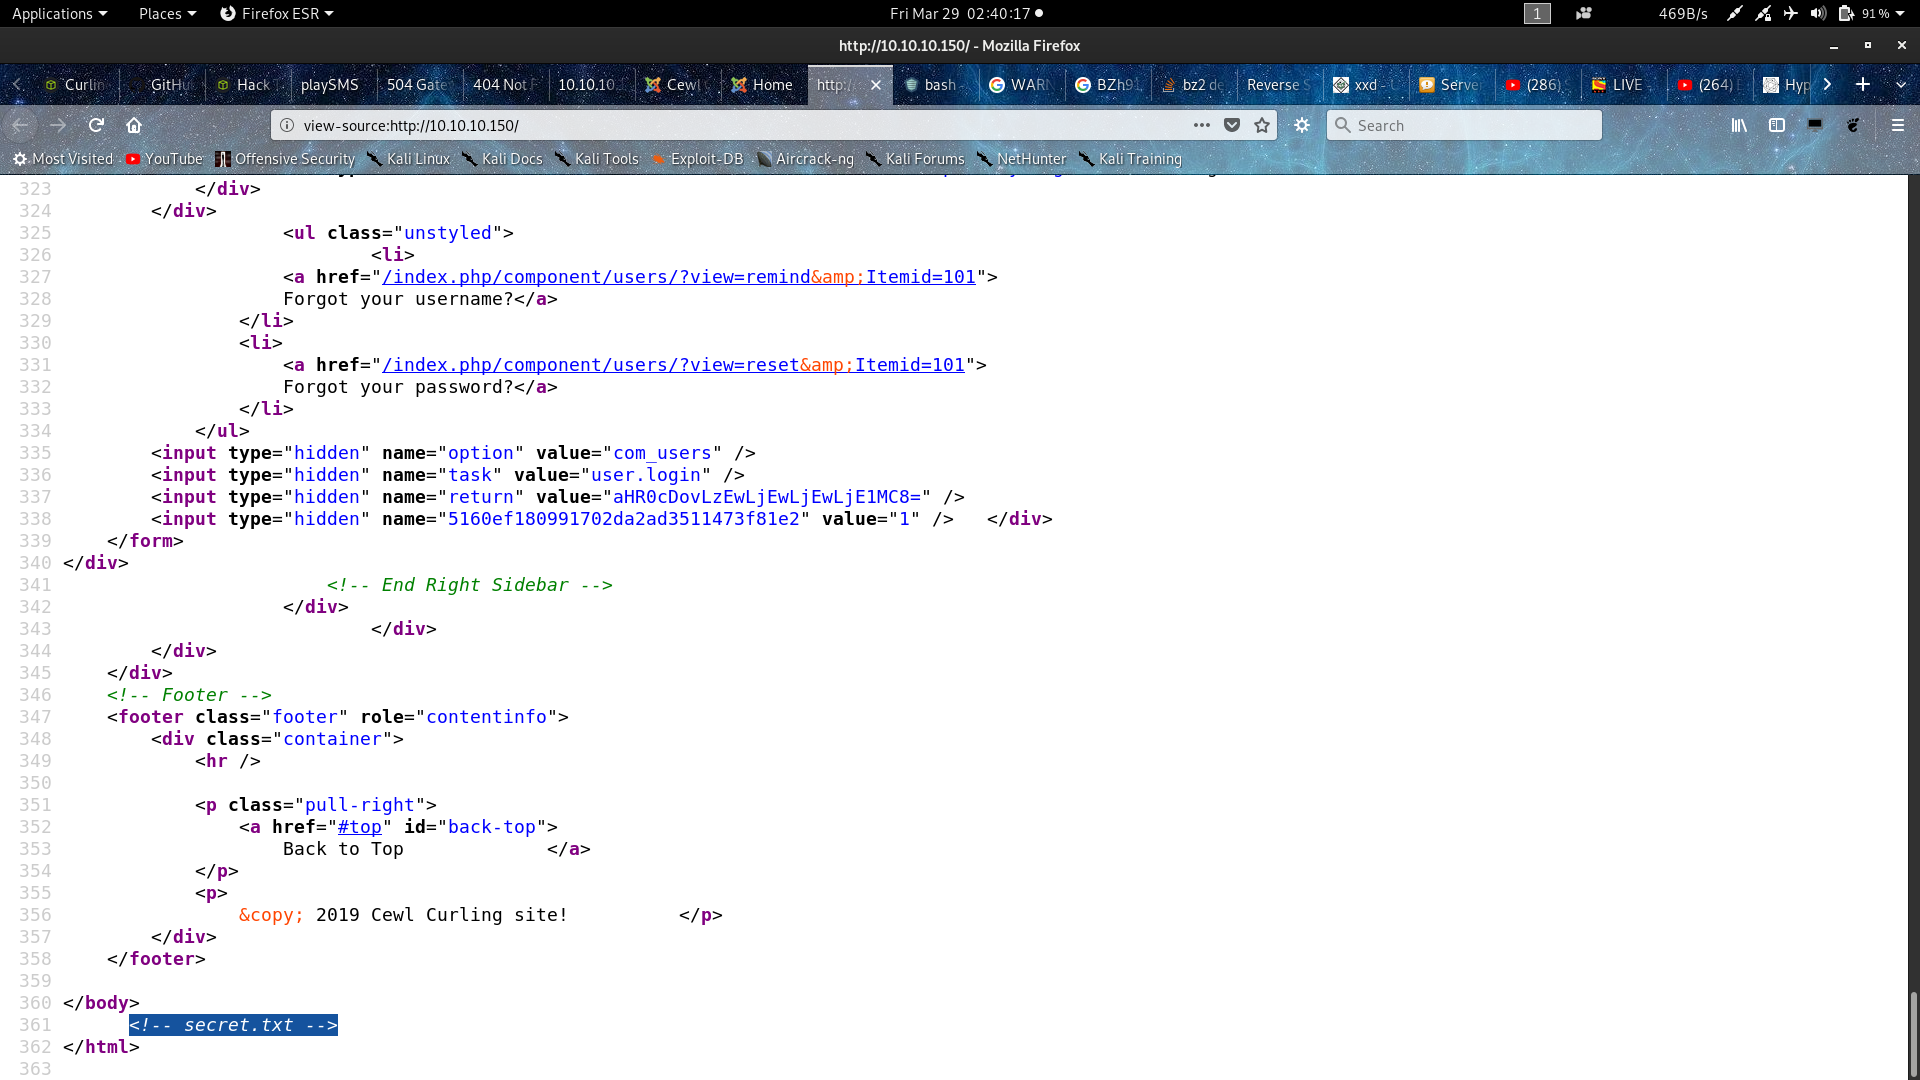 Applications Places Firefox ESR Fri Mar 29 02:40:17 1 469B/s 91 %
http://10.10.10.150/ - Mozilla Firefox
Curlin GitHu Hack playSMS 504 Gate 404 Not F 10.10.10. Cewl Home http:/ bash WAR BZh9 bz2 de Reverse S xxd - Serve (286) LIVE (264) Hyp
view-source:http://10.10.10.150/ Search
Most Visited YouTube Offensive Security Kali Linux Kali Docs Kali Tools Exploit-DB Aircrack-ng Kali Forums NetHunter Kali Training
323 </div>
324 </div>
325 <ul class="unstyled">
326 <li>
327 <a href="/index.php/component/users/?view=remind&amp;Itemid=101">
328 Forgot your username?</a>
329 </li>
330 <li>
331 <a href="/index.php/component/users/?view=reset&amp;Itemid=101">
332 Forgot your password?</a>
333 </li>
334 </ul>
335 <input type="hidden" name="option" value="com_users" />
336 <input type="hidden" name="task" value="user.login" />
337 <input type="hidden" name="return" value="aHR0cDovLzEwLjEwLjEwLjE1MC8=" />
338 <input type="hidden" name="5160ef180991702da2ad3511473f81e2" value="1" /> </div>
339 </form>
340 </div>
341 <!-- End Right Sidebar -->
342 </div>
343 </div>
344 </div>
345 </div>
346 <!-- Footer -->
347 <footer class="footer" role="contentinfo">
348 <div class="container">
349 <hr />
350
351 <p class="pull-right">
352 <a href="#top" id="back-top">
353 Back to Top </a>
354 </p>
355 <p>
356 &copy; 2019 Cewl Curling site! </p>
357 </div>
358 </footer>
359
360 </body>
361 <!-- secret.txt -->
362 </html>
363